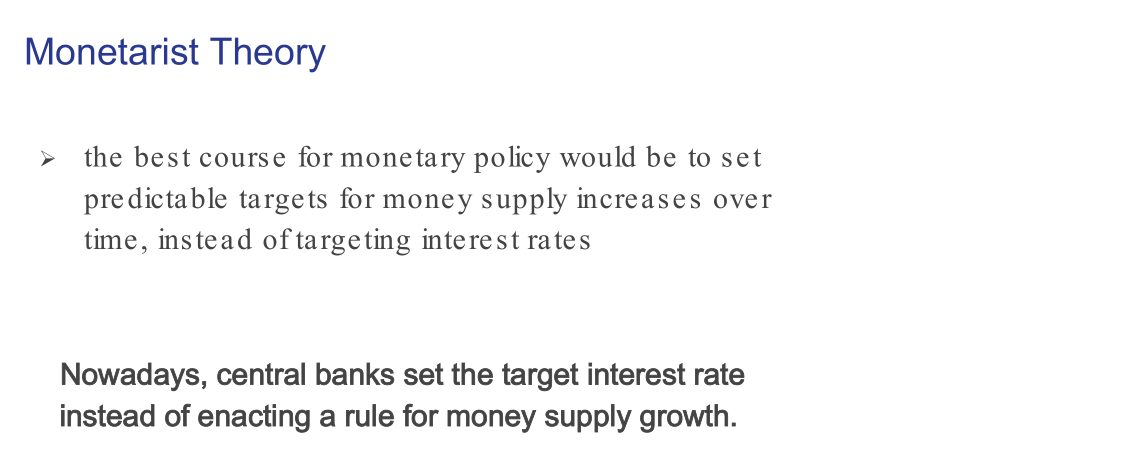 Monetarist Theory
➢ the best course for monetary policy would be to set
predictable targets for money supply increases over
time, instead of targeting interest rates
Nowadays, central banks set the target interest rate
instead of enacting a rule for money supply growth.